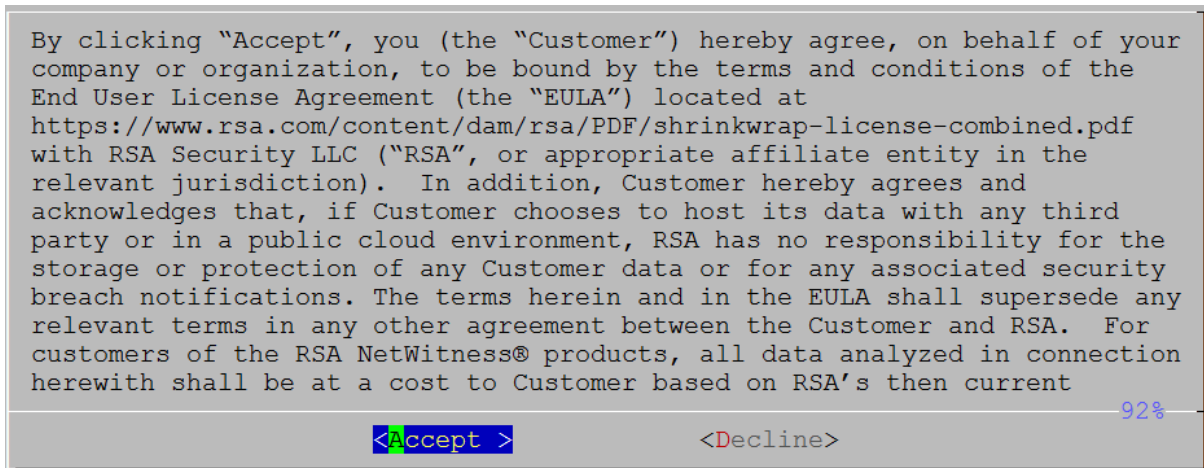 By clicking “Accept”, you (the “Customer”) hereby agree, on behalf of your
company or organization, to be bound by the terms and conditions of the
End User License Agreement (the “EULA”) located at
https://www.rsa.com/content/dam/rsa/PDF/shrinkwrap-license-combined.pdf
with RSA Security LLC (“RSA”, or appropriate affiliate entity in the
relevant jurisdiction).  In addition, Customer hereby agrees and
acknowledges that, if Customer chooses to host its data with any third
party or in a public cloud environment, RSA has no responsibility for the
storage or protection of any Customer data or for any associated security
breach notifications. The terms herein and in the EULA shall supersede any
relevant terms in any other agreement between the Customer and RSA.  For
customers of the RSA NetWitness® products, all data analyzed in connection
herewith shall be at a cost to Customer based on RSA’s then current
92%
<Accept > <Decline>